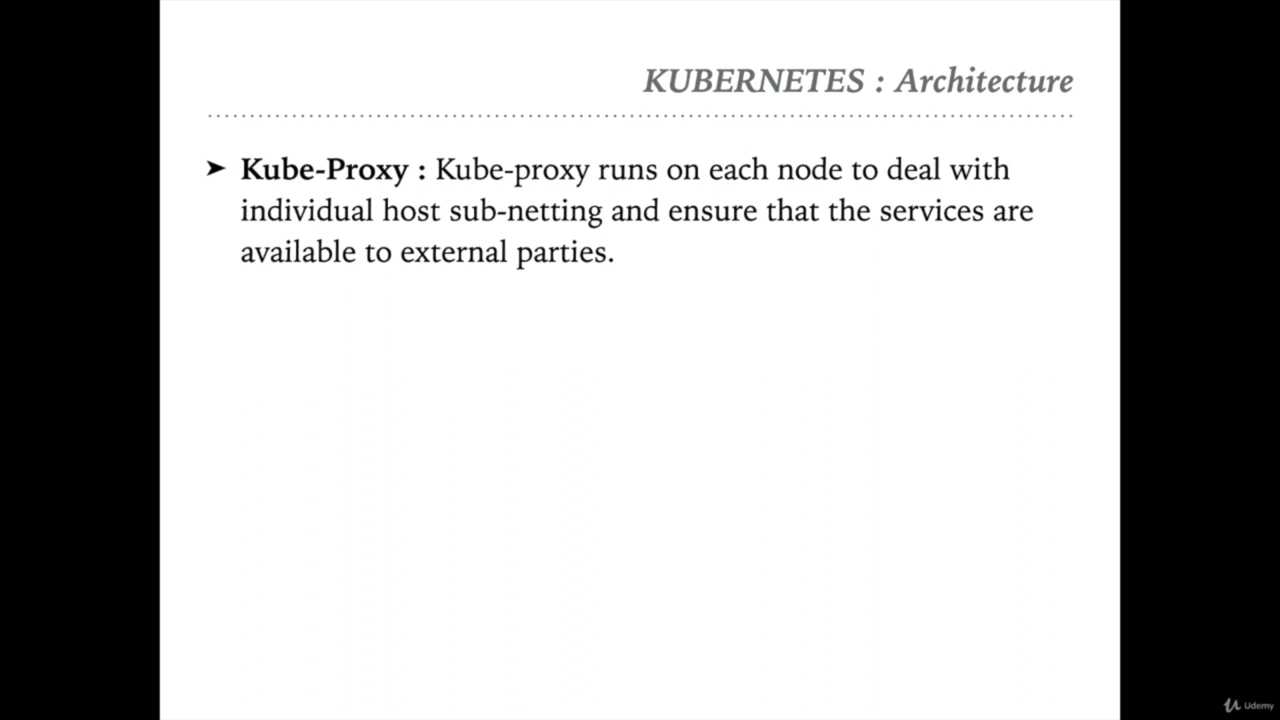 KUBERNETES : Architecture
➤ Kube-Proxy : Kube-proxy runs on each node to deal with
individual host sub-netting and ensure that the services are
available to external parties.
Udemy